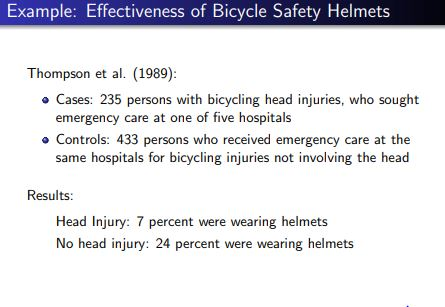 Example: Effectiveness of Bicycle Safety Helmets
Thompson et al. (1989):
Cases: 235 persons with bicycling head injuries, who sought
emergency care at one of five hospitals
Controls: 433 persons who received emergency care at the
same hospitals for bicycling injuries not involving the head
Results:
Head Injury: 7 percent were wearing helmets
No head injury: 24 percent were wearing helmets